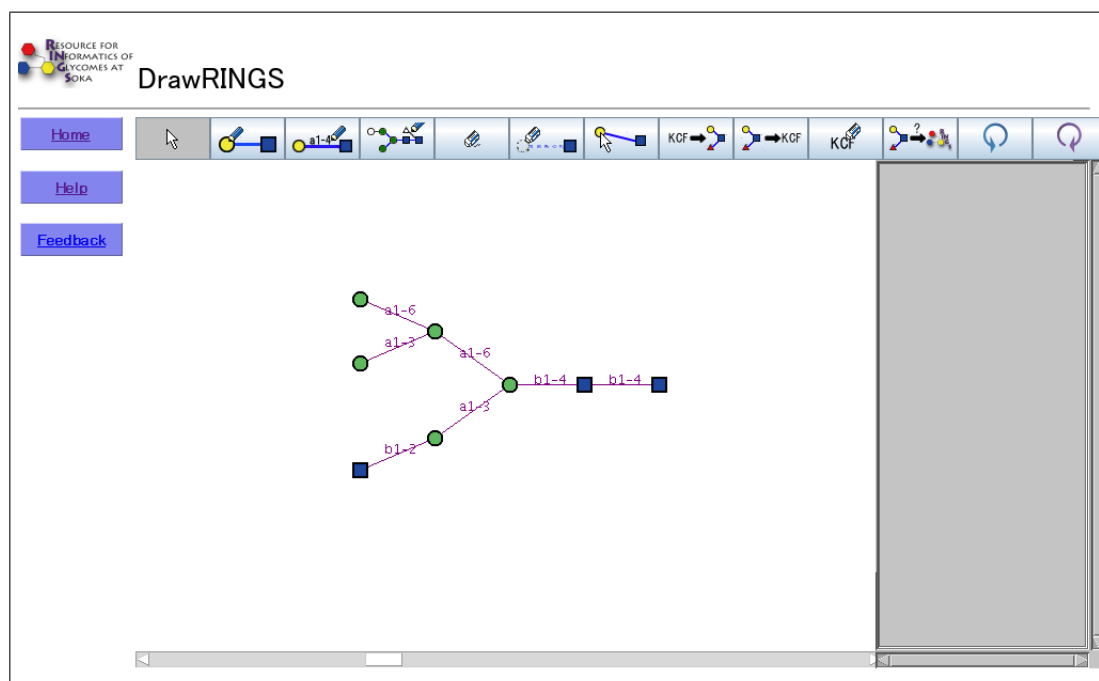 RESOURCE FOR
INFORMATICS OF
GLYCOMES AT
SOKA
DrawRINGS
Home
Help
Feedback
a1-4
KCF
KCF
KCF
?
a1-6
a1-3
a1-6
b1-4
b1-4
a1-3
b1-2